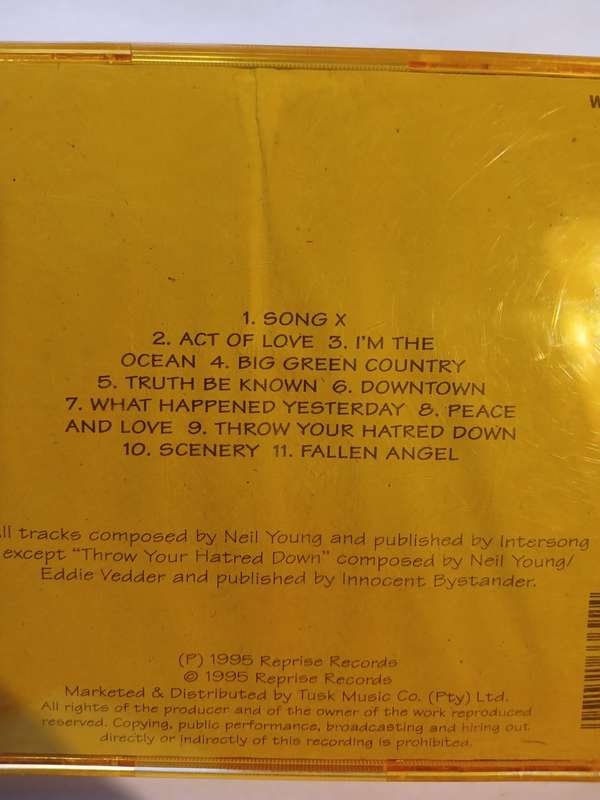 W
1. SONG X
2. ACT OF LOVE 3. I'M THE
OCEAN 4. BIG GREEN COUNTRY
5. TRUTH BE KNOWN 6. DOWNTOWN
7. WHAT HAPPENED YESTERDAY 8. PEACE
AND LOVE 9. THROW YOUR HATRED DOWN
10. SCENERY 11. FALLEN ANGEL
ll tracks composed by Neil Young and published by Intersong
except "Throw Your Hatred Down" composed by Neil Young/
Eddie Vedder and published by Innocent Bystander.
(P) 1995 Reprise Records
© 1995 Reprise Records
Marketed & Distributed by Tusk Music Co. (Pty) Ltd.
All rights of the producer and of the owner of the work reproduced
reserved. Copying, public performance, broadcasting and hiring out
directly or indirectly of this recording is prohibited.